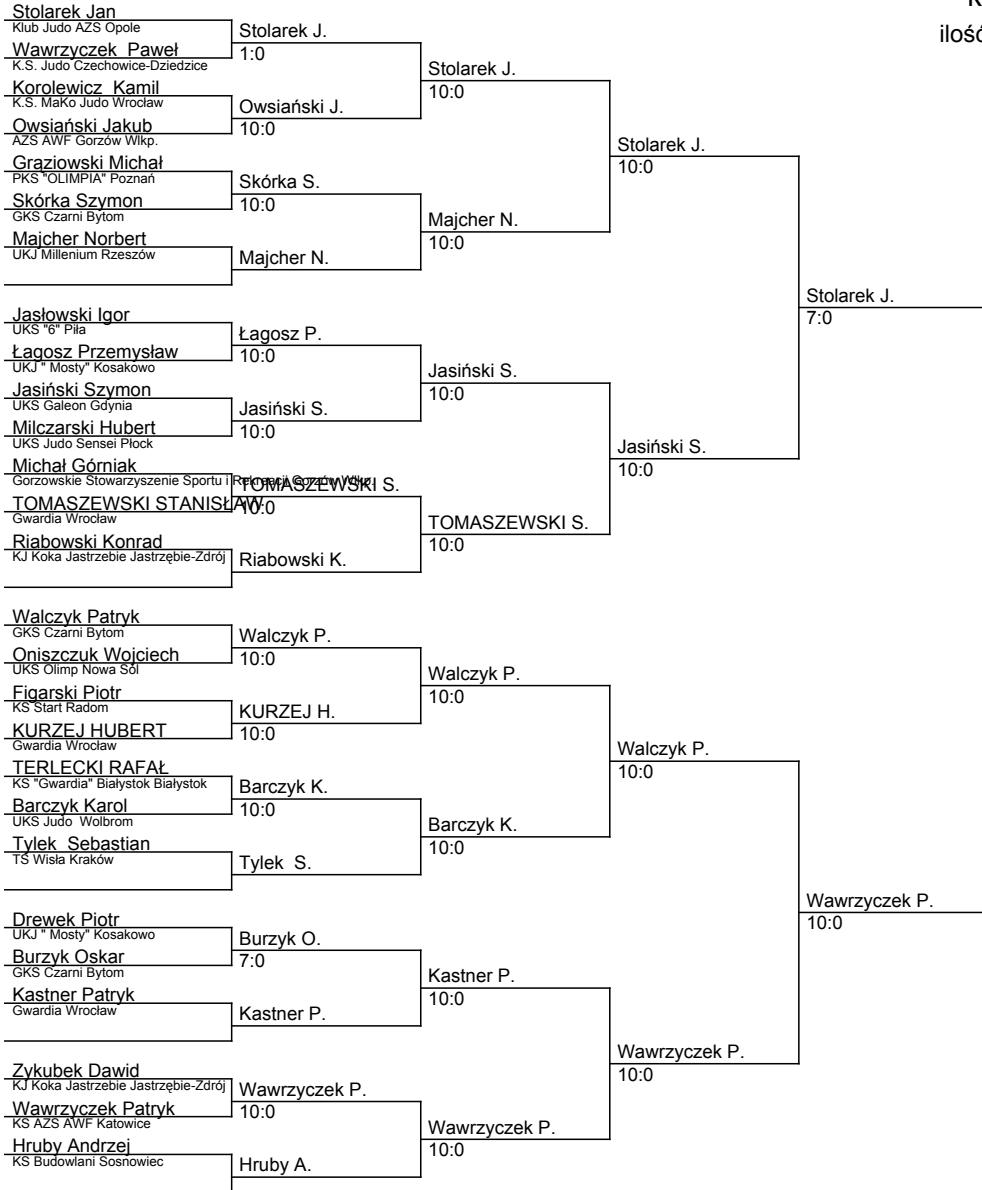 Stolarek Jan
Klub Judo AZS Opole
Wawrzyczek Paweł
K.S. Judo Czechowice-Dziedzice
Korolewicz Kamil
K.S. MaKo Judo Wrocław
Owsiański Jakub
AZS AWF Gorzów Wlkp.
Grąziowski Michał
PKS "OLIMPIA" Poznań
Skórka Szymon
GKS Czarni Bytom
Majcher Norbert
UKJ Millenium Rzeszów
Jasłowski Igor
UKS "6" Piła
Łagosz Przemysław
UKJ " Mosty" Kosakowo
Jasiński Szymon
UKS Galeon Gdynia
Milczarski Hubert
UKS Judo Sensei Płock
Michał Górniak
Gorzowskie Stowarzyszenie Sportu i Rekreacji Gorzów Wlkp.
TOMASZEWSKI STANISŁAW
Gwardia Wrocław
Riabowski Konrad
KJ Koka Jastrzebie Jastrzębie-Zdrój
Walczyk Patryk
GKS Czarni Bytom
Oniszczuk Wojciech
UKS Olimp Nowa Sól
Figarski Piotr
KS Start Radom
KURZEJ HUBERT
Gwardia Wrocław
TERLECKI RAFAŁ
KS "Gwardia" Białystok Białystok
Barczyk Karol
UKS Judo Wolbrom
Tylek Sebastian
TS Wisła Kraków
Drewek Piotr
UKJ " Mosty" Kosakowo
Burzyk Oskar
GKS Czarni Bytom
Kastner Patryk
Gwardia Wrocław
Zykubek Dawid
KJ Koka Jastrzebie Jastrzębie-Zdrój
Wawrzyczek Patryk
KS AZS AWF Katowice
Hruby Andrzej
KS Budowlani Sosnowiec
Stolarek J.
1:0
Owsiański J.
10:0
Skórka S.
10:0
Majcher N.
Łagosz P.
10:0
Jasiński S.
10:0
TOMASZEWSKI S.
10:0
Riabowski K.
Walczyk P.
10:0
KURZEJ H.
10:0
Barczyk K.
10:0
Tylek S.
Burzyk O.
7:0
Kastner P.
Wawrzyczek P.
10:0
Hruby A.
Stolarek J.
10:0
Majcher N.
10:0
Jasiński S.
10:0
TOMASZEWSKI S.
10:0
Walczyk P.
10:0
Barczyk K.
10:0
Kastner P.
10:0
Wawrzyczek P.
10:0
Stolarek J.
10:0
Jasiński S.
10:0
Walczyk P.
10:0
Wawrzyczek P.
10:0
Stolarek J.
7:0
Wawrzyczek P.
10:0
ilość